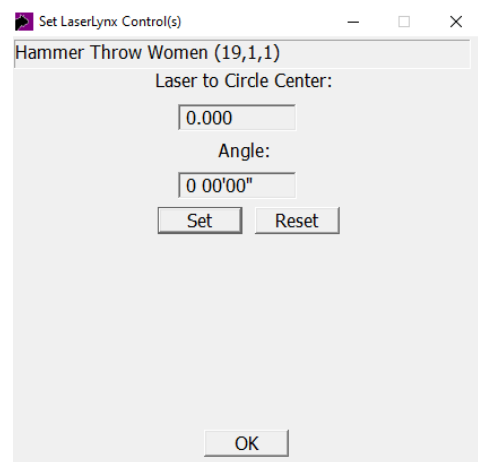 Set LaserLynx Control(s)
Hammer Throw Women (19,1,1)
Laser to Circle Center:
0.000
Angle:
0 00'00"
Set Reset
OK